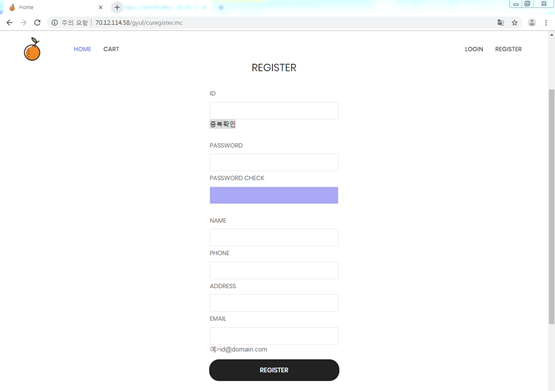 Home
주의 요함
70.12.114.58/gyul/curegister.mc
HOME
CART
LOGIN
REGISTER
REGISTER
ID
중복확인
PASSWORD
PASSWORD CHECK
NAME
PHONE
ADDRESS
EMAIL
예>id@domain.com
REGISTER